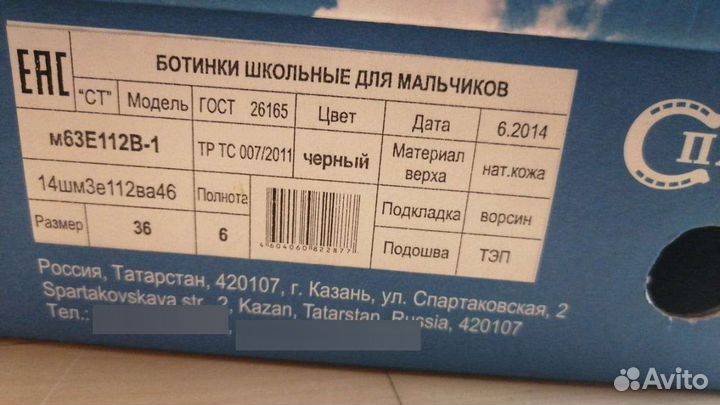 EAC
БОТИНКИ ШКОЛЬНЫЕ ДЛЯ МАЛЬЧИКОВ
"СТ" Модель ГОСТ 26165 Цвет Дата 6.2014
м63Е112В-1 ТР ТС 007/2011 черный Материал верха нат.кожа
14шм3е112ва46 Полнота Подкладка ворсин
Размер 36 6 4604060822877 Подошва ТЭП
Россия, Татарстан, 420107, г. Казань, ул. Спартаковская, 2
Spartakovskaya str., 2, Kazan, Tatarstan, Russia, 420107
Тел.:
Avito